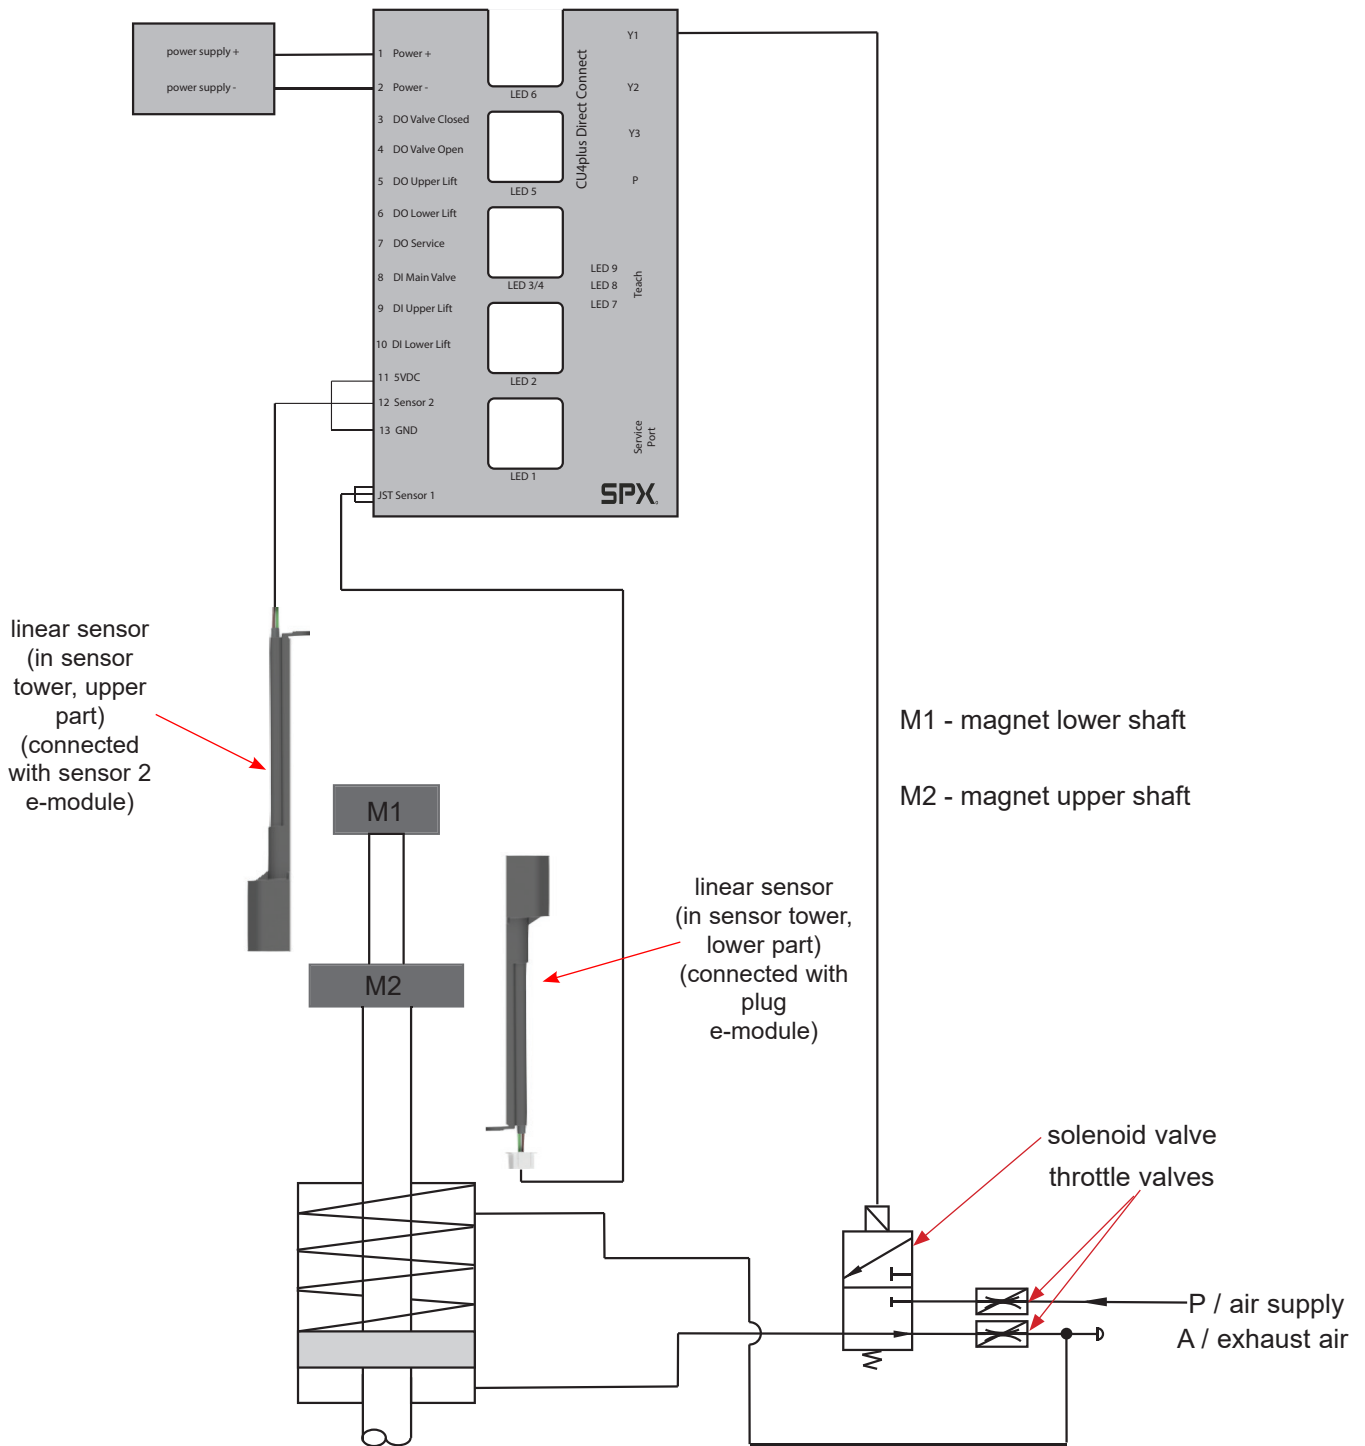 power supply +
power supply -
1 Power +
2 Power -
3 DO Valve Closed
4 DO Valve Open
5 DO Upper Lift
6 DO Lower Lift
7 DO Service
8 DI Main Valve
9 DI Upper Lift
10 DI Lower Lift
11 5VDC
12 Sensor 2
13 GND
JST Sensor 1
LED 6
LED 5
LED 3/4
LED 2
LED 1
CU4plus Direct Connect
Y1
Y2
Y3
P
LED 9
LED 8
LED 7
Teach
Service
Port
SPX
linear sensor
(in sensor
tower, upper
part)
(connected
with sensor 2
e-module)
M1
M2
linear sensor
(in sensor tower,
lower part)
(connected with
plug
e-module)
M1 - magnet lower shaft
M2 - magnet upper shaft
solenoid valve
throttle valves
P / air supply
A / exhaust air